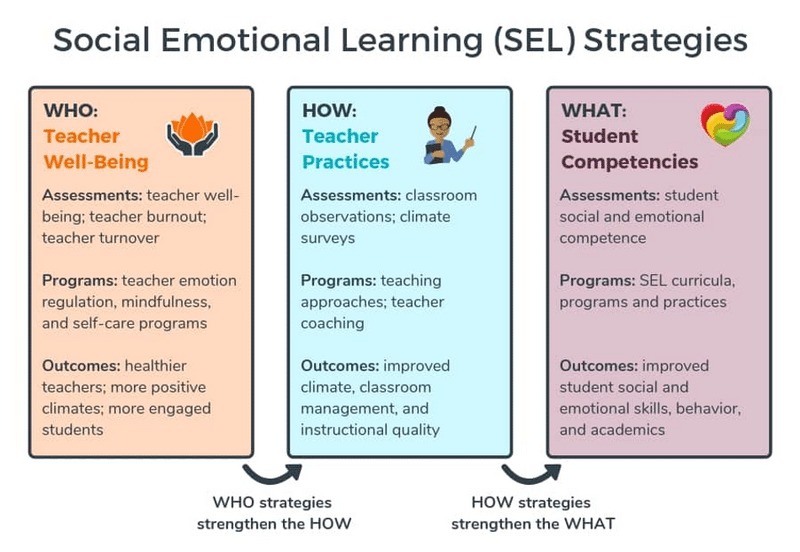 Social Emotional Learning (SEL) Strategies
WHO:
Teacher
Well-Being
Assessments: teacher well-
being; teacher burnout;
teacher turnover
Programs: teacher emotion
regulation, mindfulness,
and self-care programs
Outcomes: healthier
teachers; more positive
climates; more engaged
students
HOW:
Teacher
Practices
Assessments: classroom
observations; climate
surveys
Programs: teaching
approaches; teacher
coaching
Outcomes: improved
climate, classroom
management, and
instructional quality
WHAT:
Student
Competencies
Assessments: student
social and emotional
competence
Programs: SEL curricula,
programs and practices
Outcomes: improved
student social and
emotional skills, behavior,
and academics
WHO strategies
strengthen the HOW
HOW strategies
strengthen the WHAT